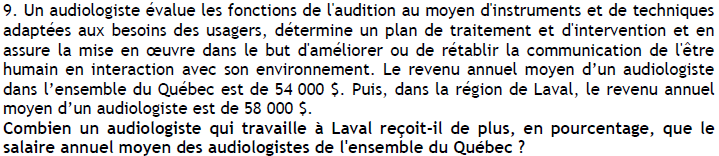 9. Un audiologiste évalue les fonctions de l'audition au moyen d'instruments et de techniques
adaptées aux besoins des usagers, détermine un plan de traitement et d'intervention et en
assure la mise en œuvre dans le but d'améliorer ou de rétablir la communication de l'être
humain en interaction avec son environnement. Le revenu annuel moyen d’un audiologiste
dans l’ensemble du Québec est de 54 000 $. Puis, dans la région de Laval, le revenu annuel
moyen d’un audiologiste est de 58 000 $.
Combien un audiologiste qui travaille à Laval reçoit-il de plus, en pourcentage, que le
salaire annuel moyen des audiologistes de l'ensemble du Québec ?